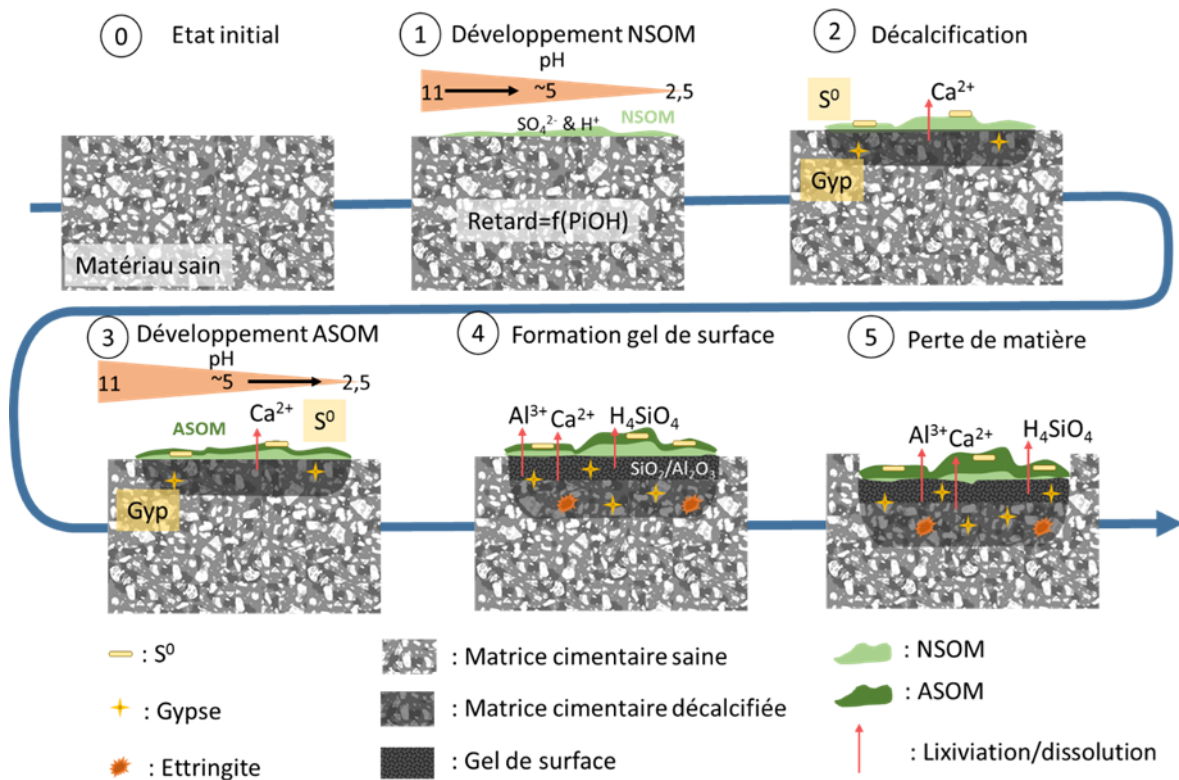 0 Etat initial
1 Développement NSOM
2 Décalcification
pH
11 ~5 2,5
SO₄²⁻ & H⁺ NSOM
S⁰ Ca²⁺
Gyp
Retard=f(PiOH)
Matériau sain
3 Développement ASOM
4 Formation gel de surface
5 Perte de matière
pH
11 ~5 2,5
ASOM Ca²⁺ S⁰
Gyp
Al³⁺ Ca²⁺ H₄SiO₄
SiO₂/Al₂O₃
Al³⁺ Ca²⁺ H₄SiO₄
: S⁰
: Gypse
: Ettringite
: Matrice cimentaire saine
: Matrice cimentaire décalcifiée
: Gel de surface
: NSOM
: ASOM
: Lixiviation/dissolution